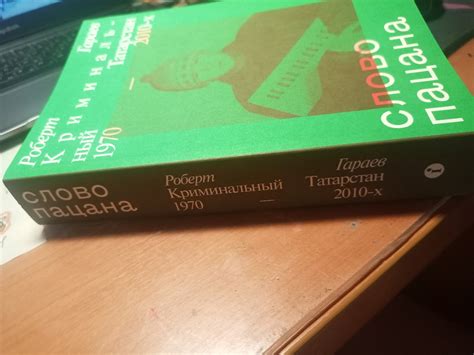 Роберт
Гараев
Криминаль-
ный
Татарстан
1970
—
2010-х
СЛОВО
ПАЦАНА
СЛОВО
ПАЦАНА
Роберт
Гараев
Криминальный
Татарстан
1970
—
2010-х